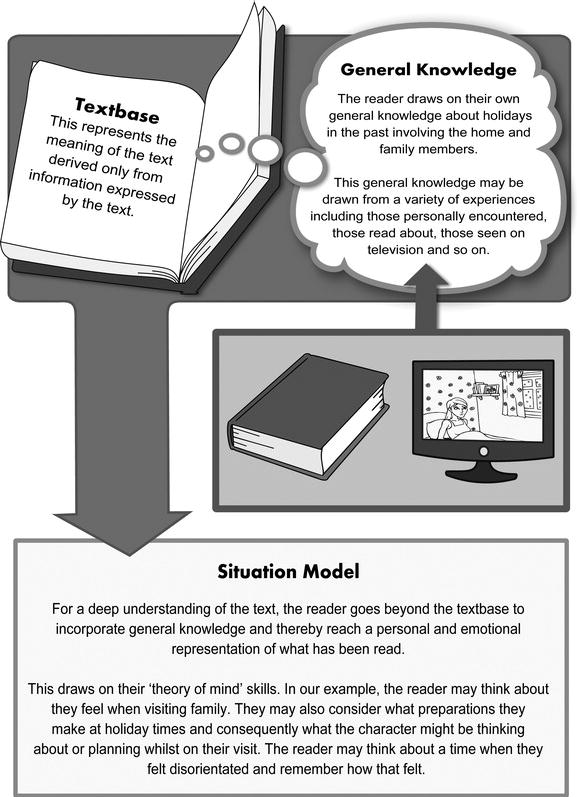 Textbase
This represents the
meaning of the text
derived only from
information expressed
by the text.
General Knowledge
The reader draws on their own
general knowledge about holidays
in the past involving the home and
family members.
This general knowledge may be
drawn from a variety of experiences
including those personally encountered,
those read about, those seen on
television and so on.
Situation Model
For a deep understanding of the text, the reader goes beyond the textbase to
incorporate general knowledge and thereby reach a personal and emotional
representation of what has been read.
This draws on their ‘theory of mind’ skills. In our example, the reader may think about
they feel when visiting family. They may also consider what preparations they
make at holiday times and consequently what the character might be thinking
about or planning whilst on their visit. The reader may think about a time when they
felt disorientated and remember how that felt.